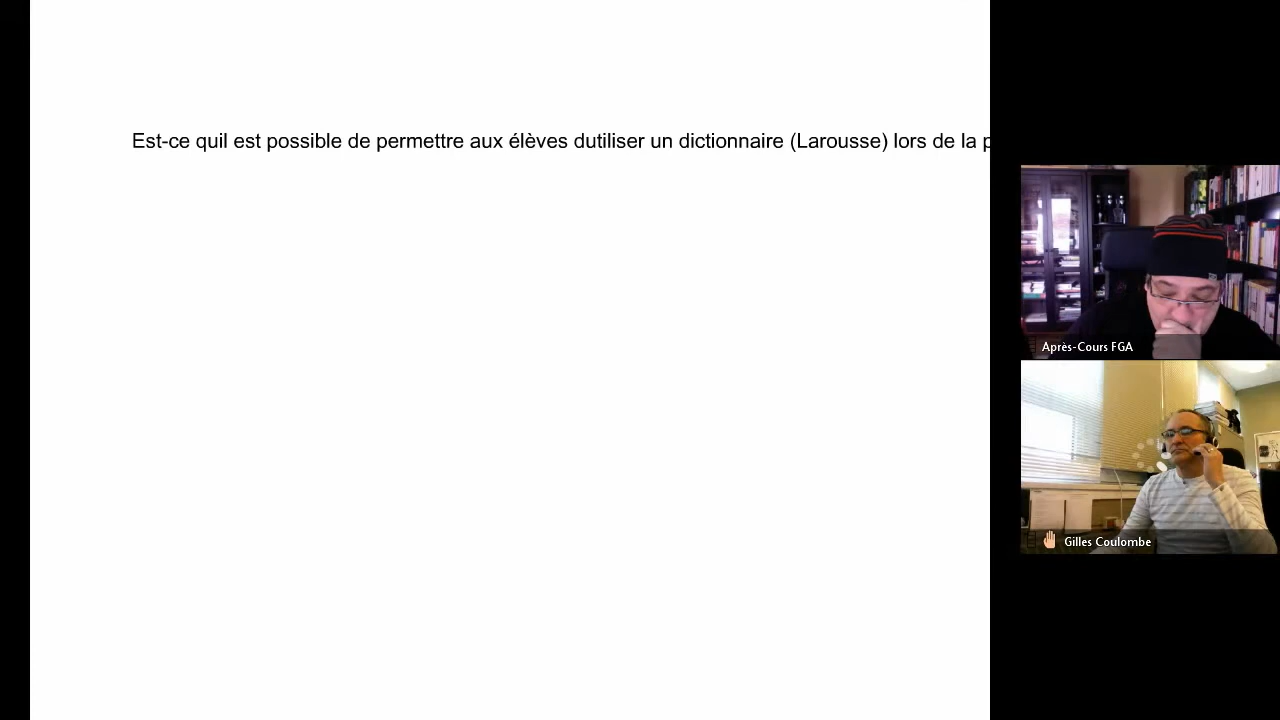 Est-ce quil est possible de permettre aux élèves dutiliser un dictionnaire (Larousse) lors de la
Après-Cours FGA
Gilles Coulombe